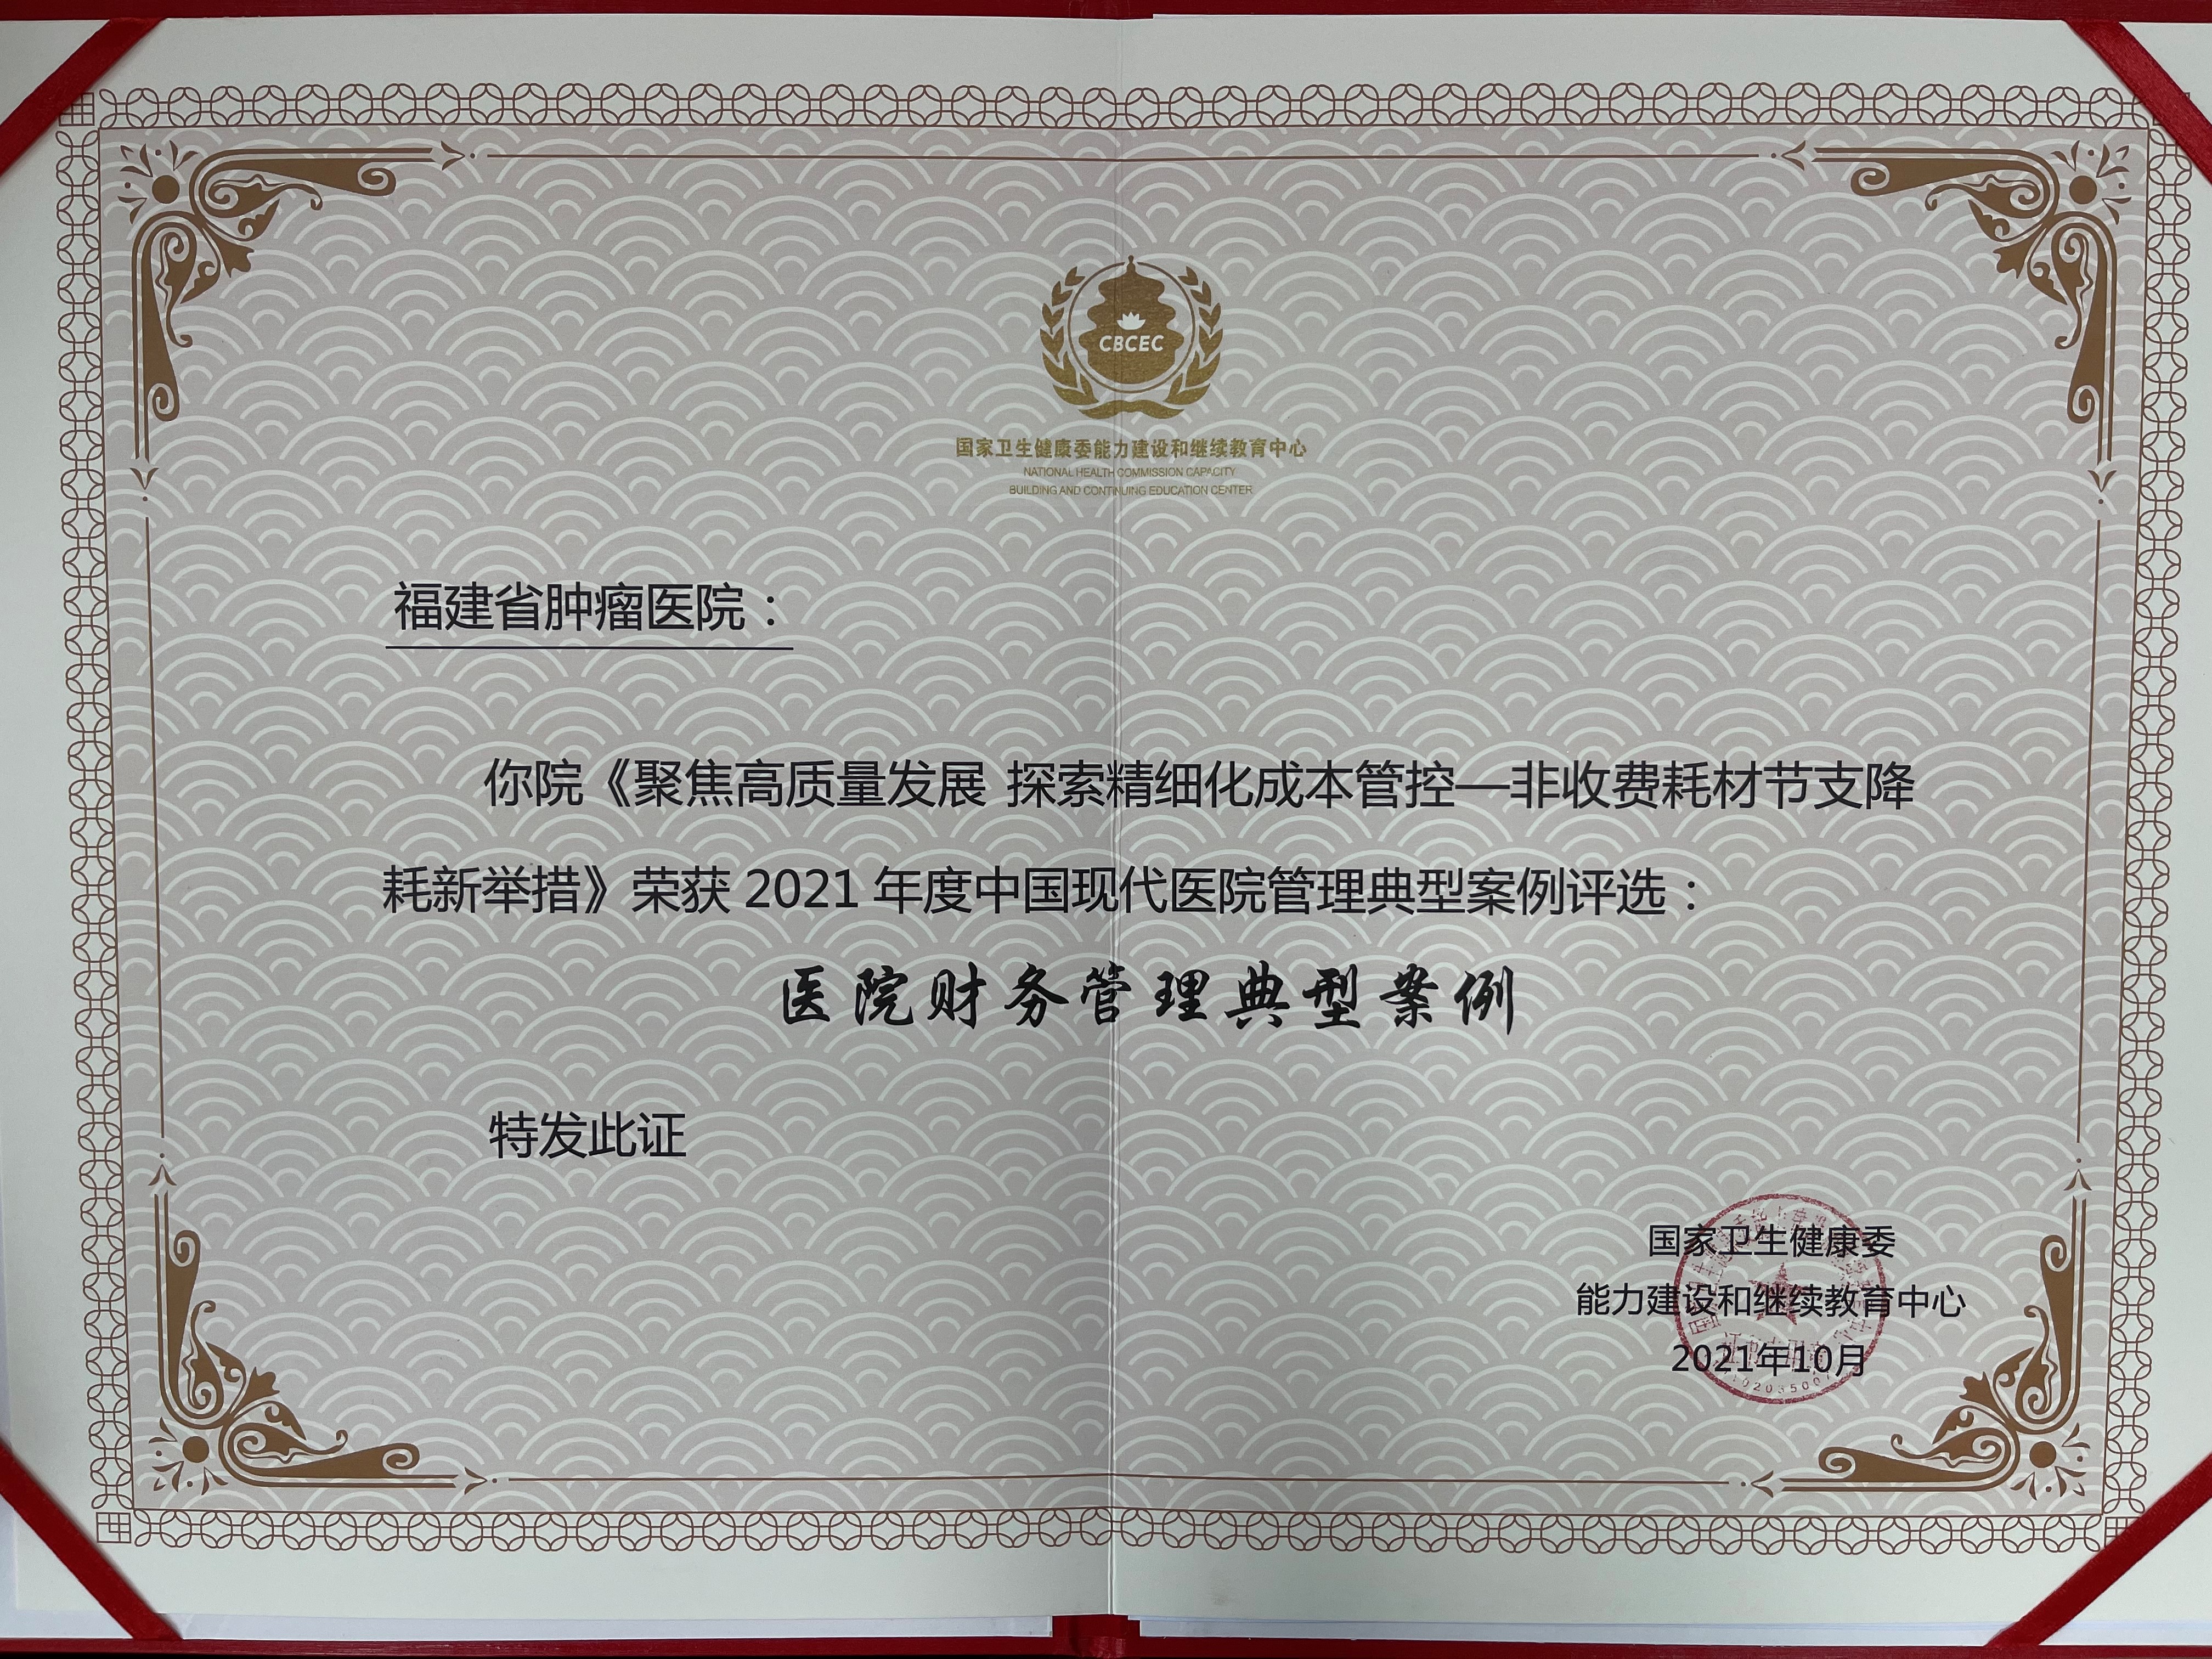 CBCEC
国家卫生健康委能力建设和继续教育中心
NATIONAL HEALTH COMMISSION CAPACITY
BUILDING AND CONTINUING EDUCATION CENTER
福建省肿瘤医院：
你院《聚焦高质量发展 探索精细化成本管控—非收费耗材节支降
耗新举措》荣获 2021 年度中国现代医院管理典型案例评选：
医院财务管理典型案例
特发此证
国家卫生健康委
能力建设和继续教育中心
2021年10月